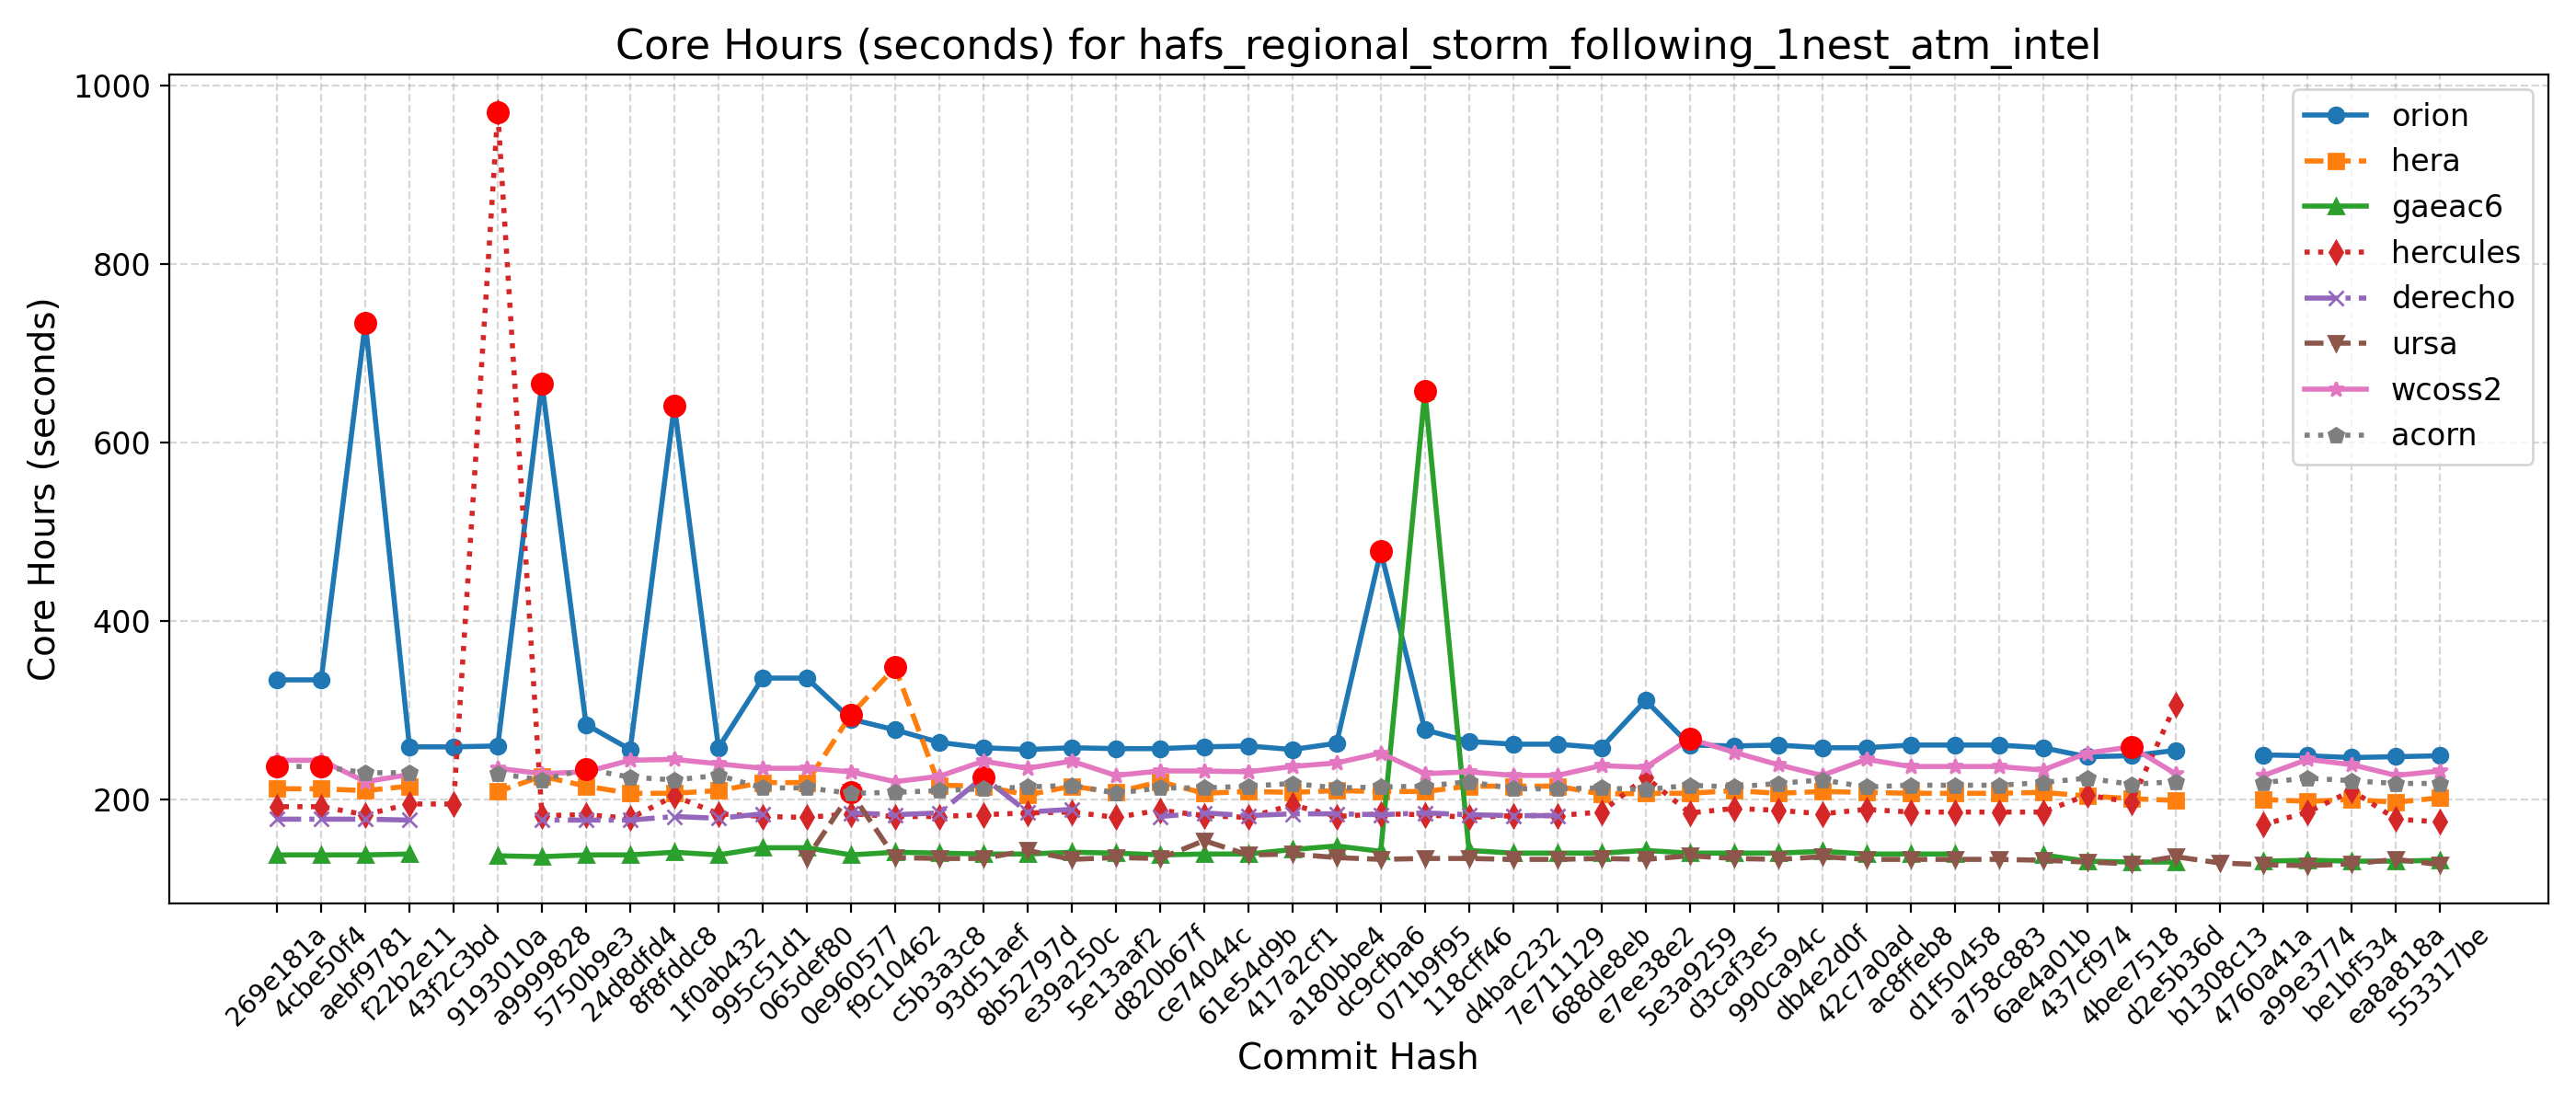 Core Hours (seconds) for hafs_regional_storm_following_1nest_atm_intel
Core Hours (seconds)
1000
800
600
400
200
orion
hera
gaeac6
hercules
derecho
ursa
wcoss2
acorn
269e181a
4cbe50f4
aebf9781
f22b2e11
43f2c3bd
9193010a
a9999828
5750b9e3
24d8dfd4
8f8fddc8
1f0ab432
995c51d1
065def80
0e960577
f9c10462
c5b3a3c8
93d51aef
8b52797d
e39a250c
5e13aaf2
d820b67f
ce74044c
61e54d9b
417a2cf1
a180bbe4
dc9cfba6
071b9f95
118cff46
d4bac232
7e711129
688de8eb
e7ee38e2
5e3a9259
d3caf3e5
990ca94c
db4e2d0f
42c7a0ad
ac8ffeb8
d1f50458
a758c883
6ae4a01b
437cf974
4bee7518
d2e5b36d
b1308c13
4760a41a
a99e3774
be1bf534
ea8a818a
553317be
Commit Hash